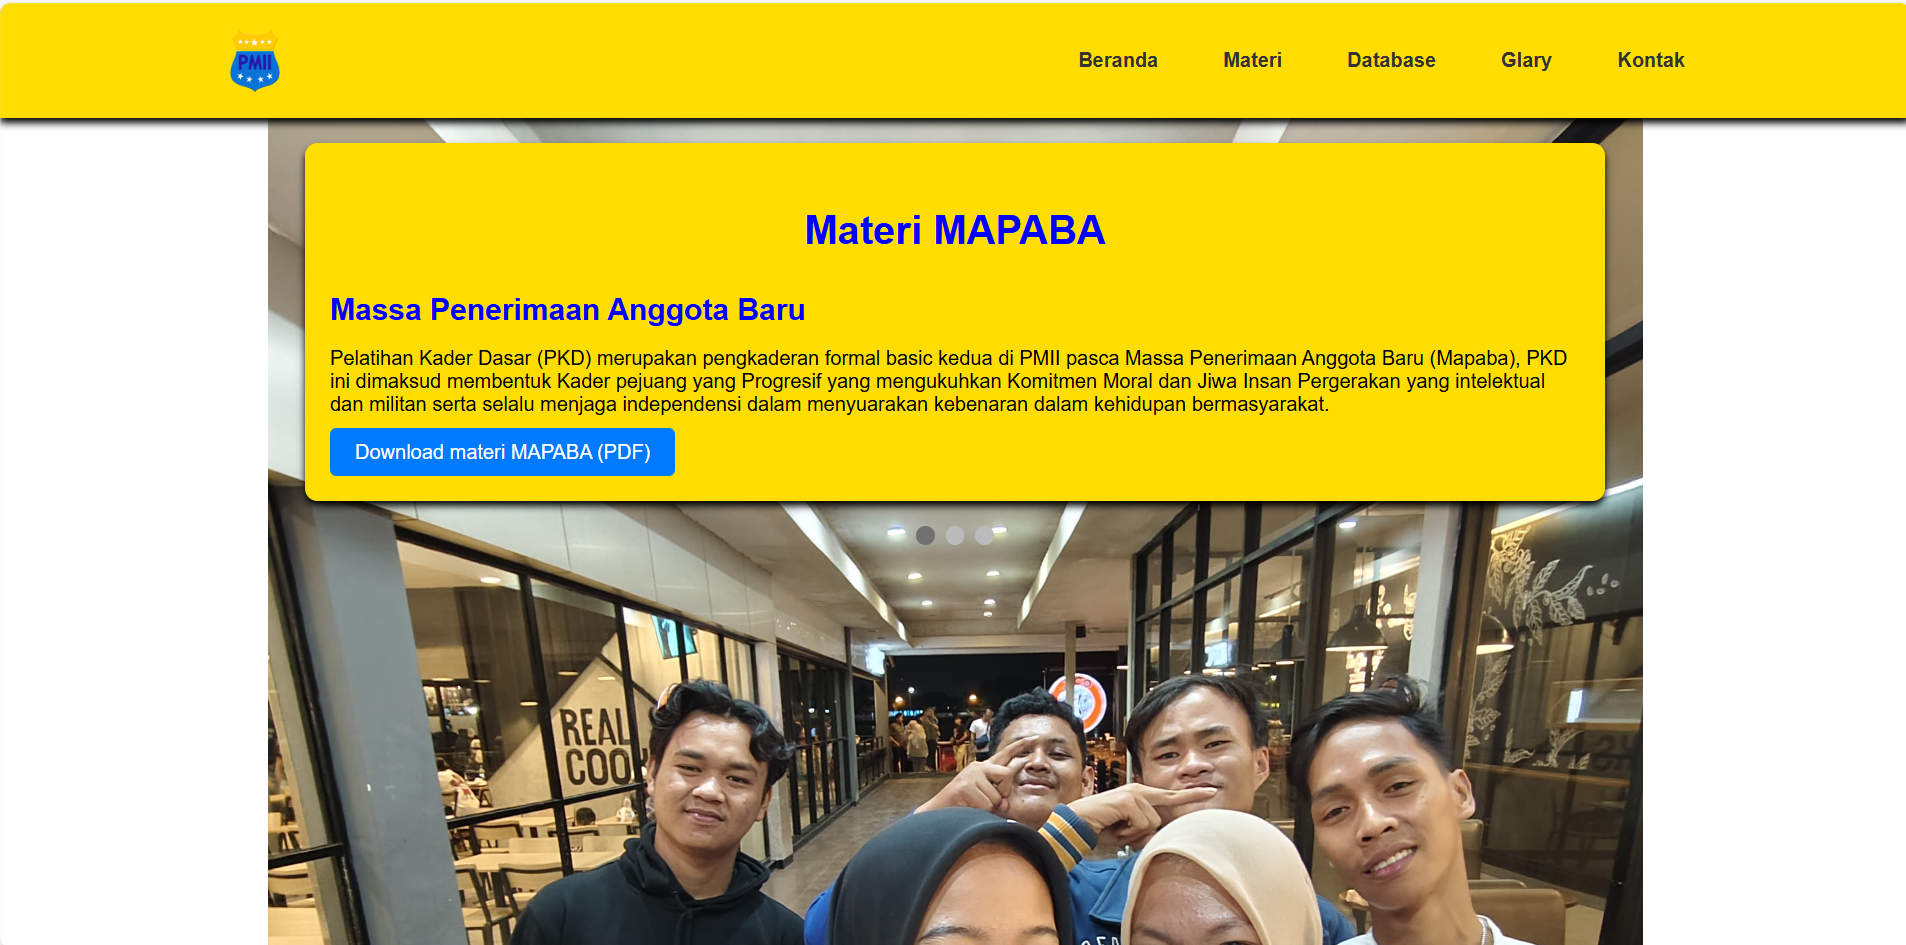 PMII
Beranda
Materi
Database
Glary
Kontak
Materi MAPABA
Massa Penerimaan Anggota Baru
Pelatihan Kader Dasar (PKD) merupakan pengkaderan formal basic kedua di PMII pasca Massa Penerimaan Anggota Baru (Mapaba), PKD
ini dimaksud membentuk Kader pejuang yang Progresif yang mengukuhkan Komitmen Moral dan Jiwa Insan Pergerakan yang intelektual
dan militan serta selalu menjaga independensi dalam menyuarakan kebenaran dalam kehidupan bermasyarakat.
Download materi MAPABA (PDF)
REAL